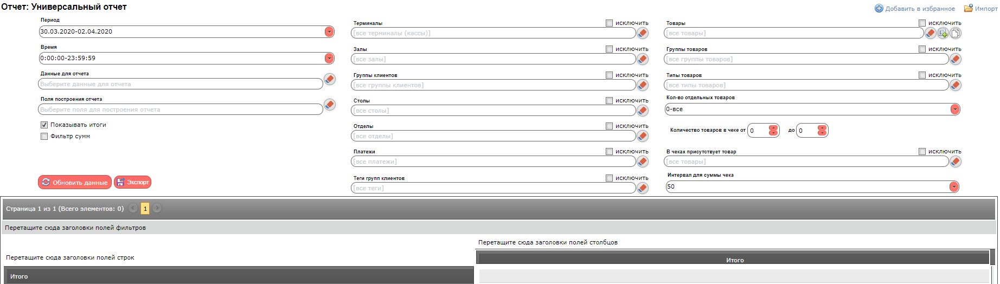 Отчет: Универсальный отчет
Добавить в избранное
Импорт
Период
30.03.2020-02.04.2020
Время
0:00:00-23:59:59
Данные для отчета
Выберите данные для отчета
Поля построения отчета
Выберите поля для построения отчета
Показывать итоги
Фильтр сумм
Обновить данные
Экспорт
Терминалы
исключить
[все терминалы (кассы)]
Залы
исключить
[все залы]
Группы клиентов
исключить
[все группы клиентов]
Столы
исключить
[все столы]
Отделы
исключить
[все отделы]
Платежи
исключить
[все платежи]
Теги групп клиентов
исключить
[все теги]
Товары
исключить
[все товары]
Группы товаров
исключить
[все группы товаров]
Типы товаров
исключить
[все типы товаров]
Кол-во отдельных товаров
0-все
Количество товаров в чеке от 0 до 0
В чеках присутствует товар
исключить
[все товары]
Интервал для суммы чека
50
Страница 1 из 1 (Всего элементов: 0) 1
Перетащите сюда заголовки полей фильтров
Перетащите сюда заголовки полей столбцов
Перетащите сюда заголовки полей строк
Итого
Итого